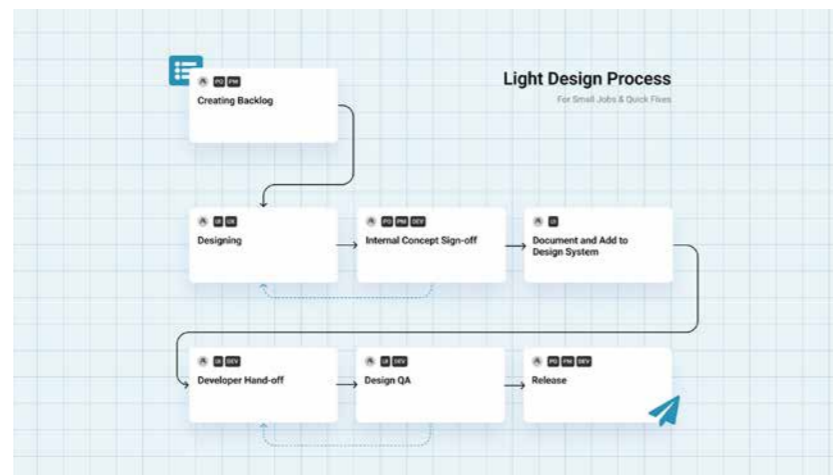 Light Design Process
For Small Jobs & Quick Fixes
PO PM
Creating Backlog
UI UX
Designing
PO PM DEV
Internal Concept Sign-off
UI
Document and Add to
Design System
UI DEV
Developer Hand-off
UI DEV
Design QA
PO PM DEV
Release